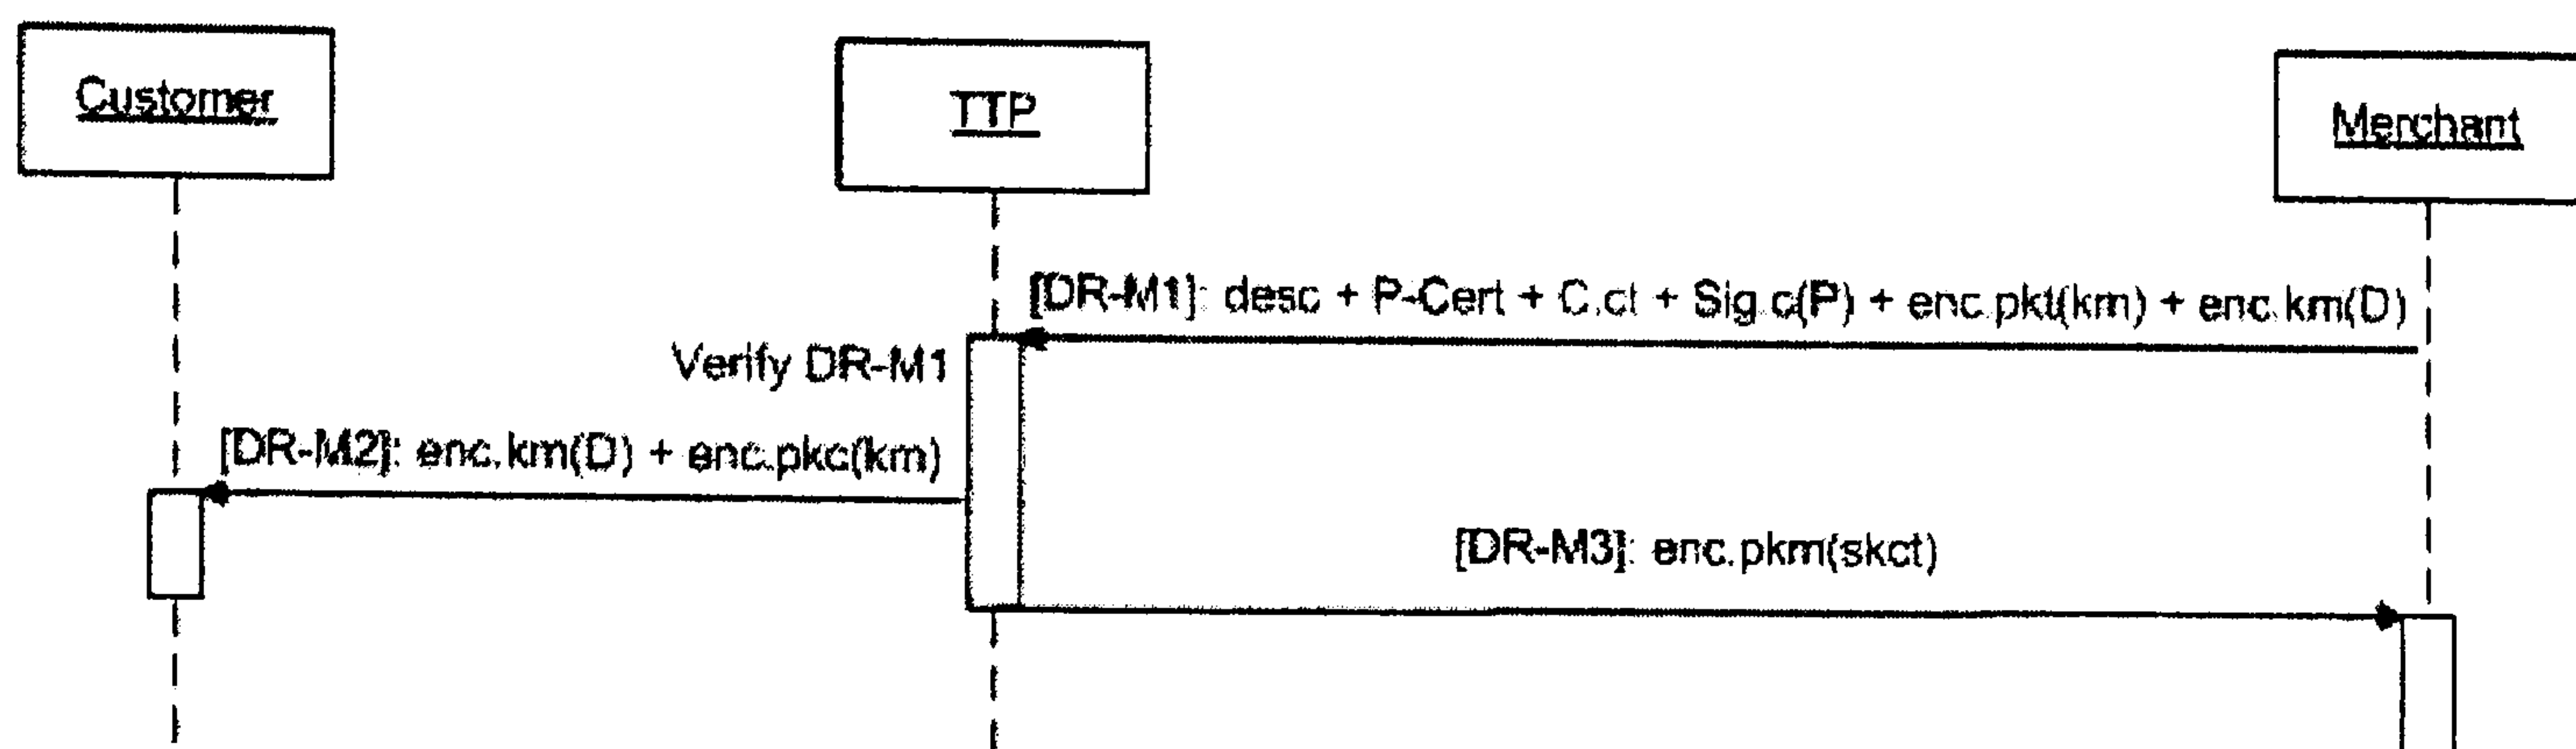 Customer
TTP
Merchant
[DR-M1]: desc + P-Cert + C.ct + Sig.c(P) + enc.pkt(km) + enc.km(D)
Verify DR-M1
[DR-M2]: enc.km(D) + enc.pkc(km)
[DR-M3]: enc.pkm(skct)